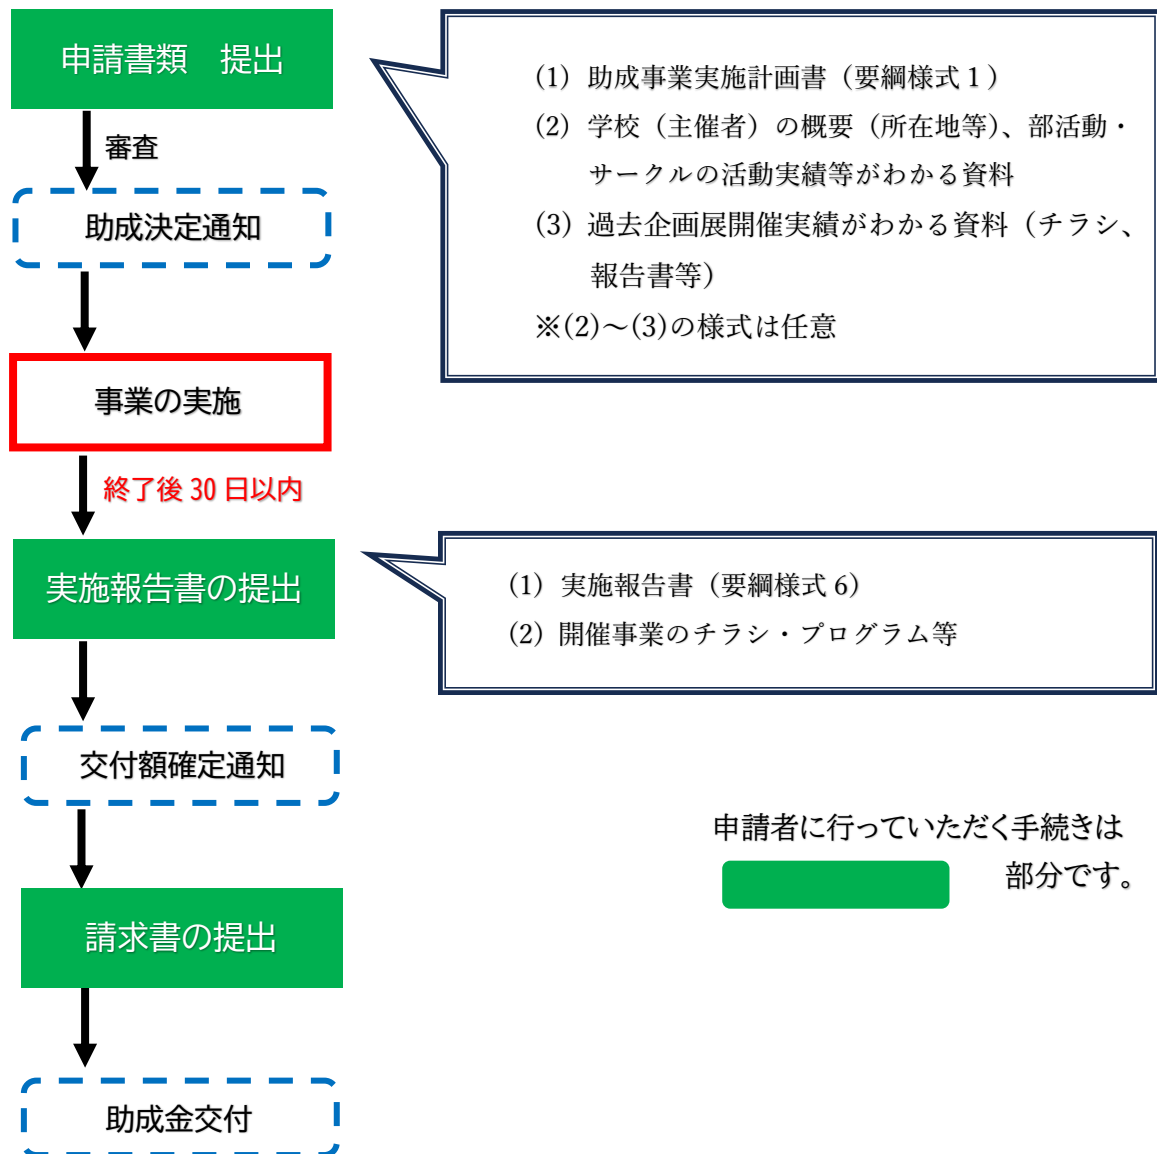 申請書類　提出
審査
助成決定通知
事業の実施
終了後 30 日以内
実施報告書の提出
交付額確定通知
請求書の提出
助成金交付
(1) 助成事業実施計画書（要綱様式 1 ）
(2) 学校（主催者）の概要（所在地等）、部活動・
サークルの活動実績等がわかる資料
(3) 過去企画展開催実績がわかる資料（チラシ、
報告書等）
※(2)～(3)の様式は任意
(1) 実施報告書（要綱様式 6）
(2) 開催事業のチラシ・プログラム等
申請者に行っていただく手続きは
部分です。